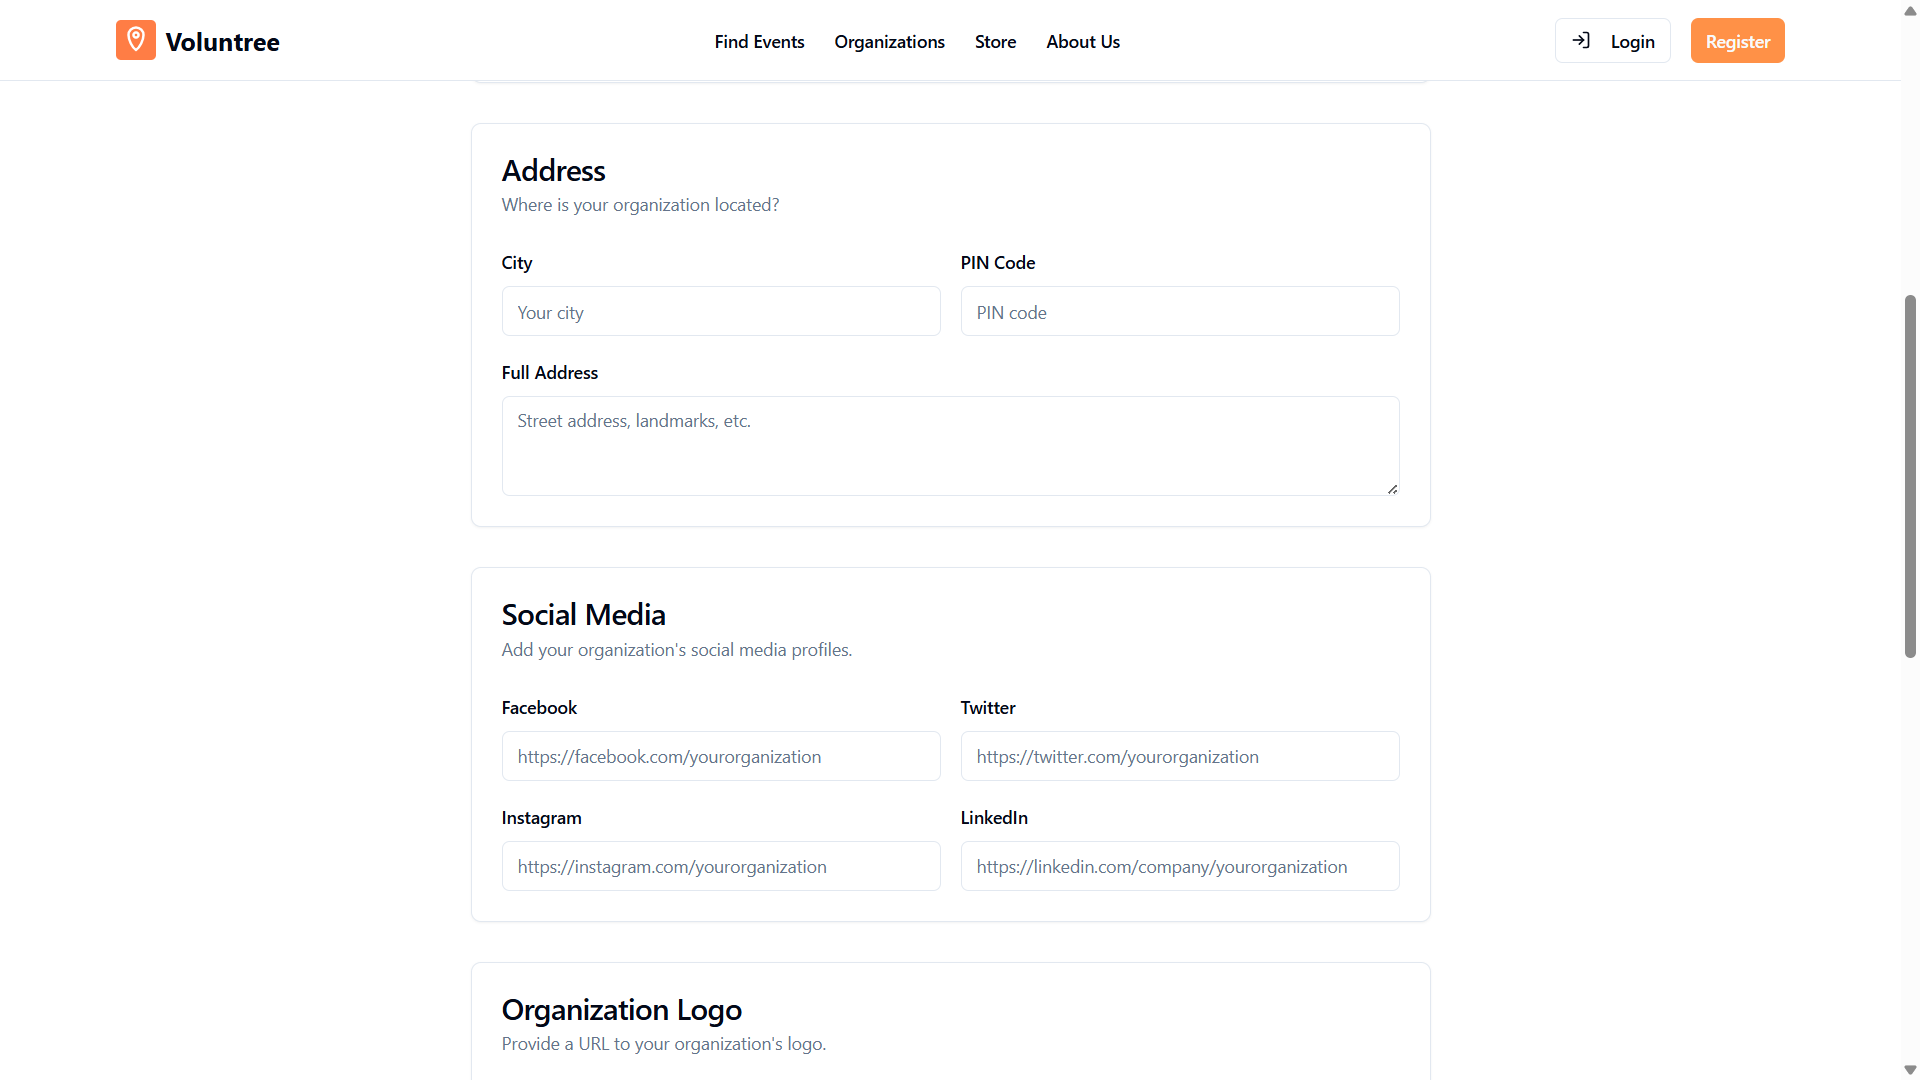 Voluntree
Find Events
Organizations
Store
About Us
Login
Register
Address
Where is your organization located?
City
PIN Code
Your city
PIN code
Full Address
Street address, landmarks, etc.
Social Media
Add your organization's social media profiles.
Facebook
Twitter
https://facebook.com/yourorganization
https://twitter.com/yourorganization
Instagram
LinkedIn
https://instagram.com/yourorganization
https://linkedin.com/company/yourorganization
Organization Logo
Provide a URL to your organization's logo.